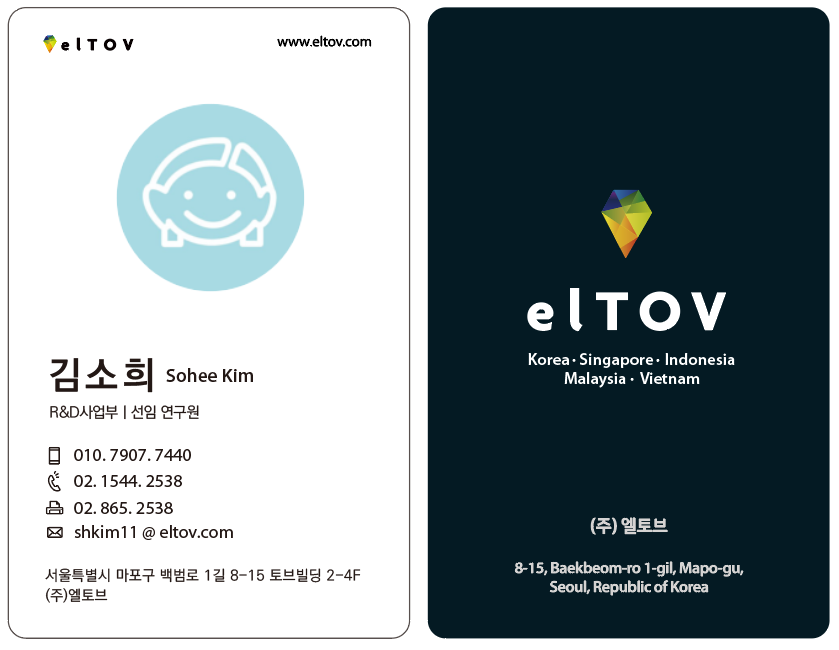 elTOV
www.eltov.com
김소희 Sohee Kim
R&D사업부 | 선임 연구원
010. 7907. 7440
02. 1544. 2538
02. 865. 2538
shkim11 @ eltov.com
서울특별시 마포구 백범로 1길 8-15 토브빌딩 2-4F
(주)엘토브
elTOV
Korea · Singapore · Indonesia
Malaysia · Vietnam
(주) 엘토브
8-15, Baekbeom-ro 1-gil, Mapo-gu,
Seoul, Republic of Korea